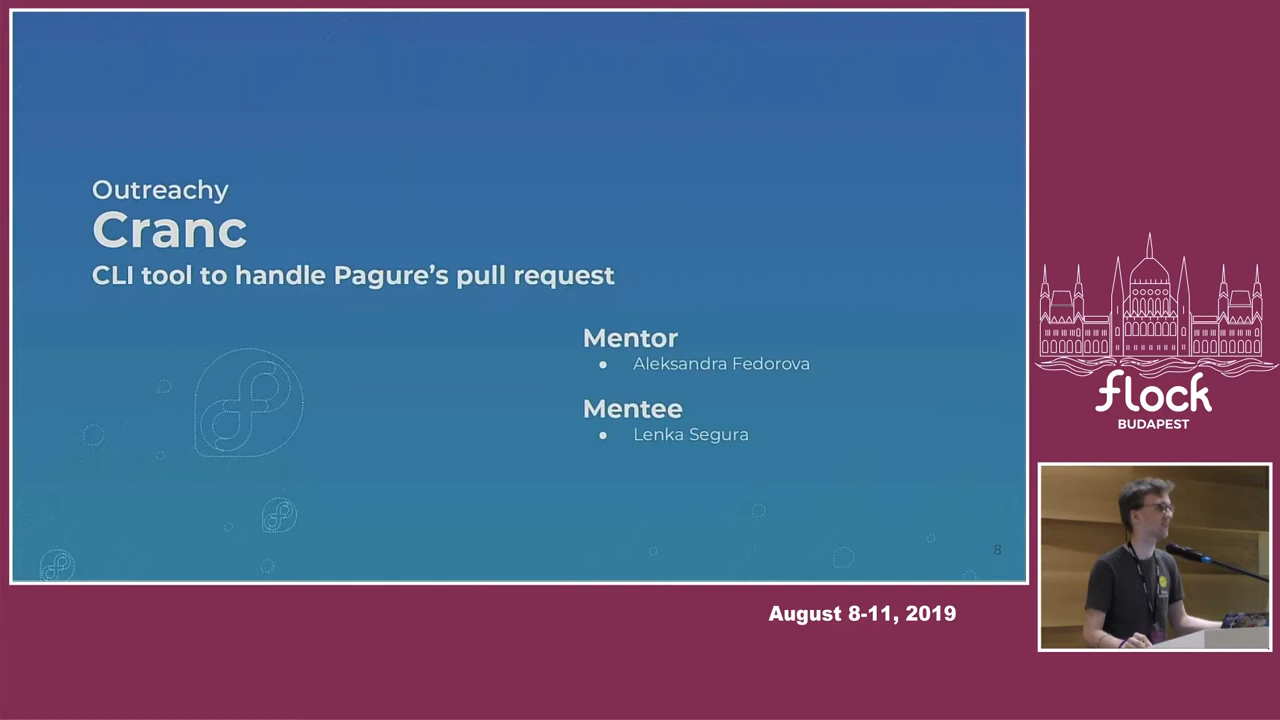 Outreachy
Cranc
CLI tool to handle Pagure’s pull request
Mentor
● Aleksandra Fedorova
Mentee
● Lenka Segura
8
flock
BUDAPEST
August 8-11, 2019